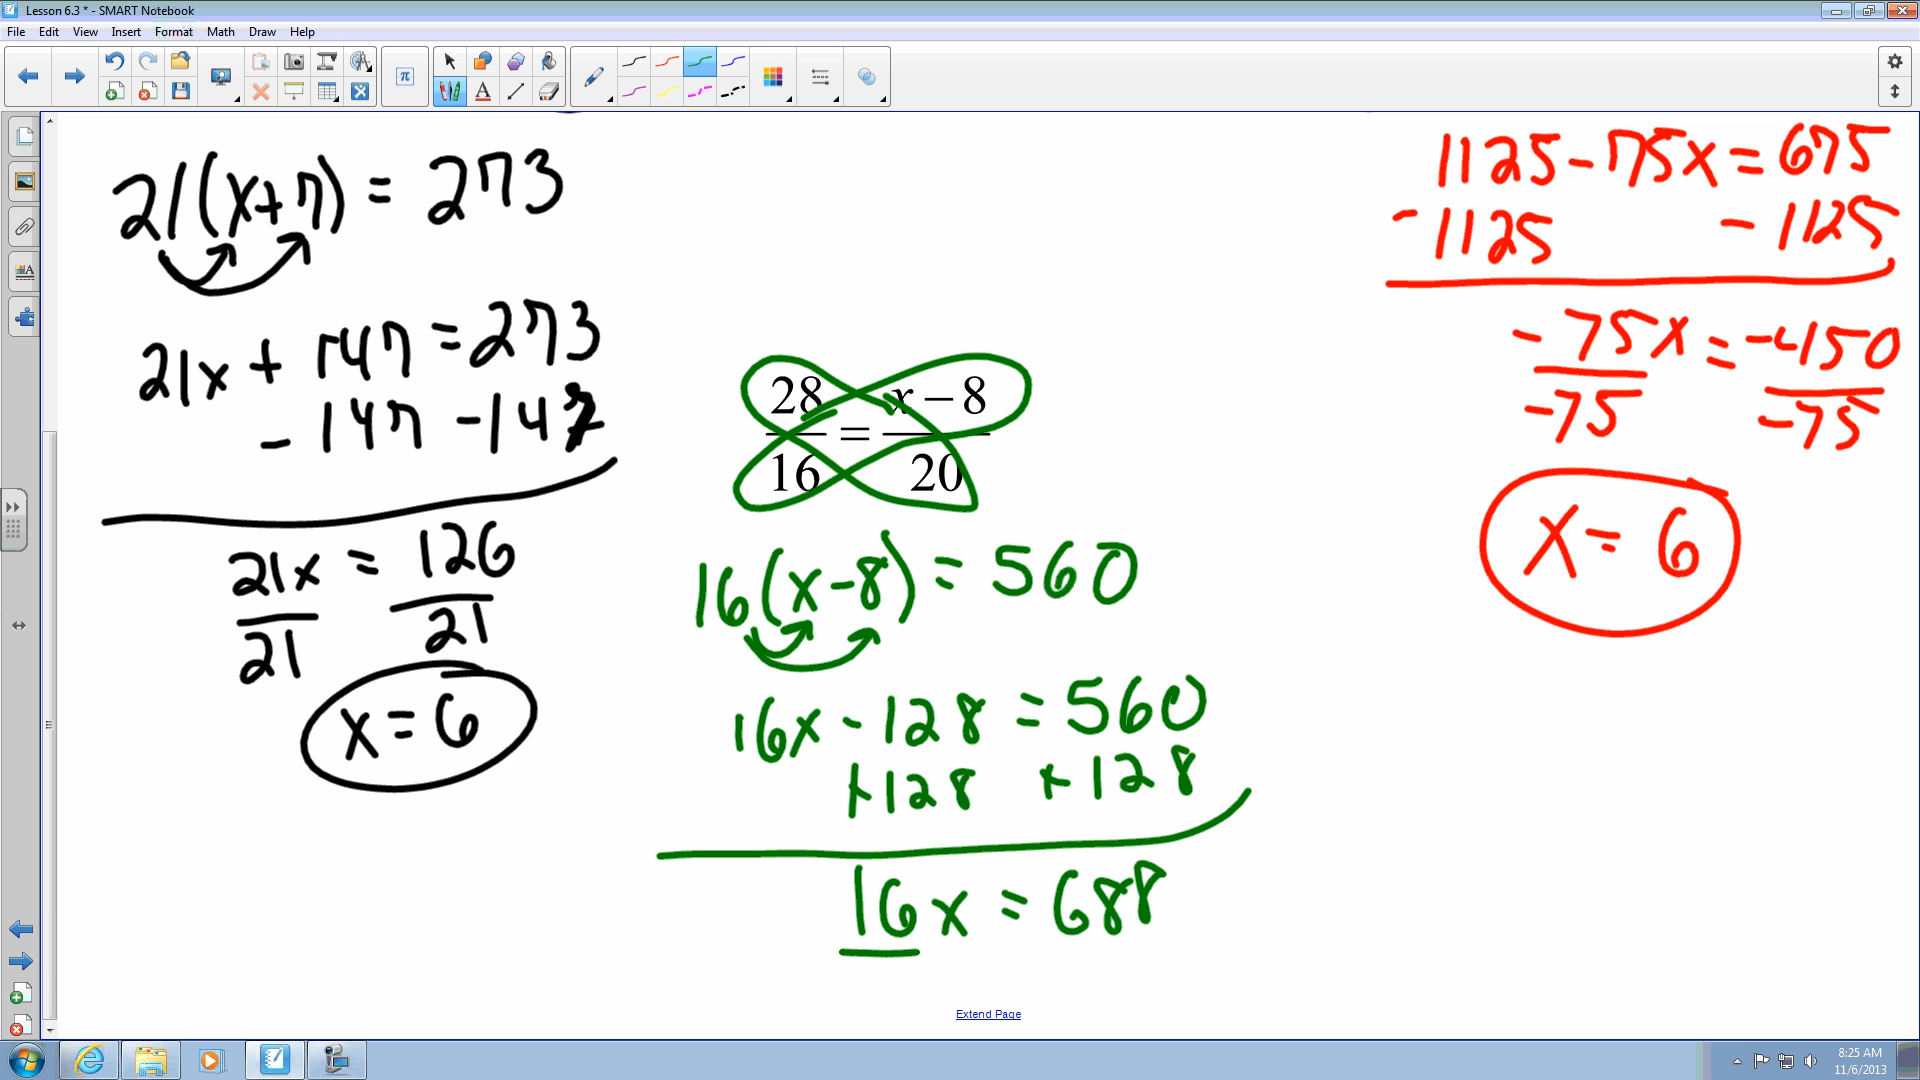 Lesson 6.3 * - SMART Notebook
File Edit View Insert Format Math Draw Help
21(x+7) = 273
21x + 147 = 273
- 147 -147
21x = 126
21 21
x = 6
28 = x – 8
16 20
16(x-8) = 560
16x - 128 = 560
+128 +128
16x = 688
1125 - 75x = 675
-1125 - 1125
- 75x = -450
-75 -75
x = 6
Extend Page
8:25 AM
11/6/2013